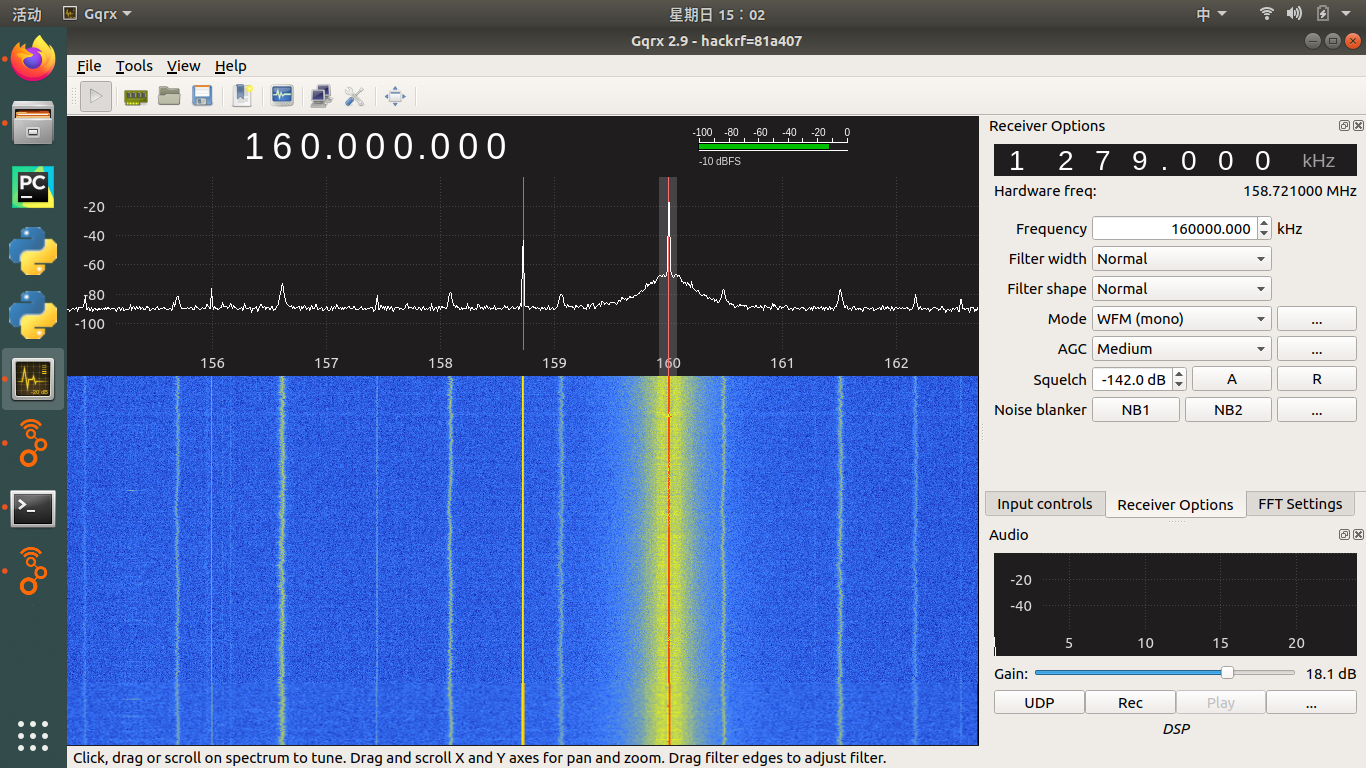 活动 Gqrx 星期日 15：02 中
Gqrx 2.9 - hackrf=81a407
File Tools View Help
160.000.000
-100 -80 -60 -40 -20 0
-10 dBFS
-20
-40
-60
-80
-100
156 157 158 159 160 161 162
Receiver Options
1 279.000 kHz
Hardware freq: 158.721000 MHz
Frequency 160000.000 kHz
Filter width Normal
Filter shape Normal
Mode WFM (mono) ...
AGC Medium ...
Squelch -142.0 dB A R
Noise blanker NB1 NB2 ...
Input controls Receiver Options FFT Settings
Audio
-20
-40
5 10 15 20
Gain: 18.1 dB
UDP Rec Play ...
DSP
PC
Click, drag or scroll on spectrum to tune. Drag and scroll X and Y axes for pan and zoom. Drag filter edges to adjust filter.